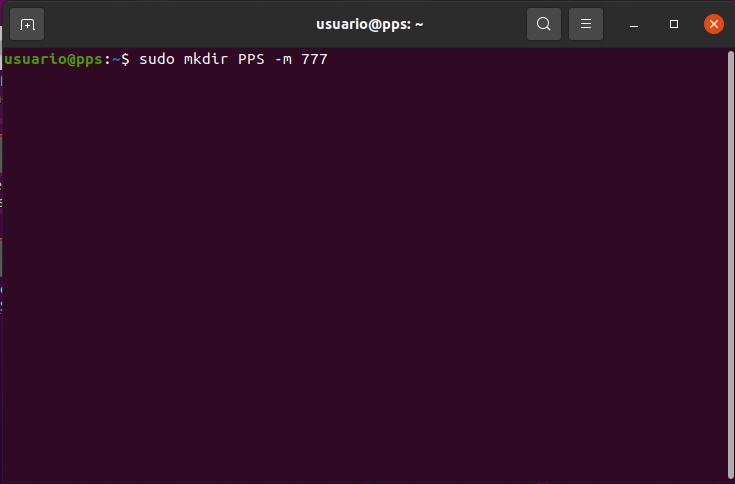 usuario@pps: ~
usuario@pps:~$ sudo mkdir PPS -m 777